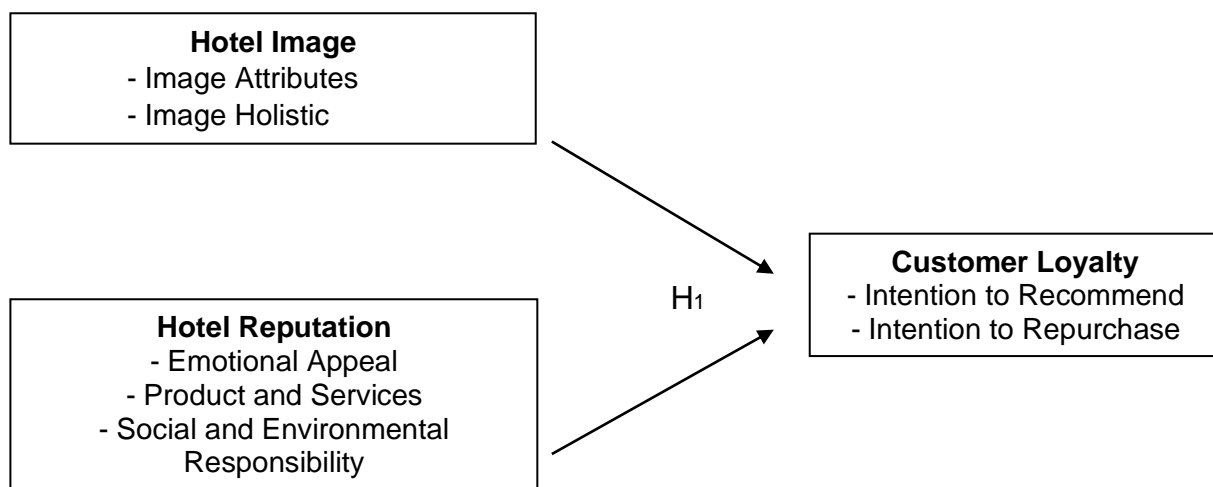 Hotel Image
- Image Attributes
- Image Holistic
Hotel Reputation
- Emotional Appeal
- Product and Services
- Social and Environmental
Responsibility
H1
Customer Loyalty
- Intention to Recommend
- Intention to Repurchase